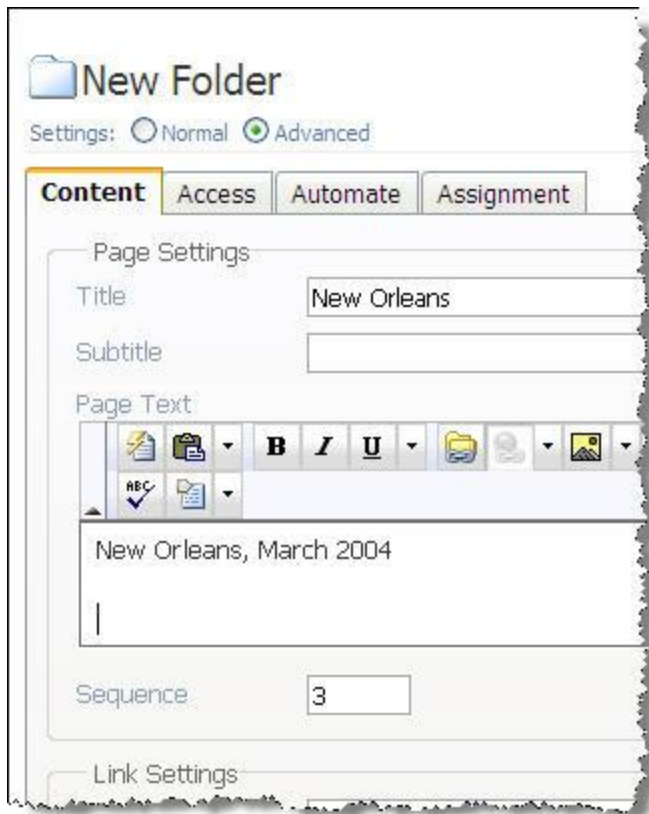 New Folder
Settings: Normal Advanced
Content Access Automate Assignment
Page Settings
Title New Orleans
Subtitle
Page Text
B I U
ABC
New Orleans, March 2004
Sequence 3
Link Settings